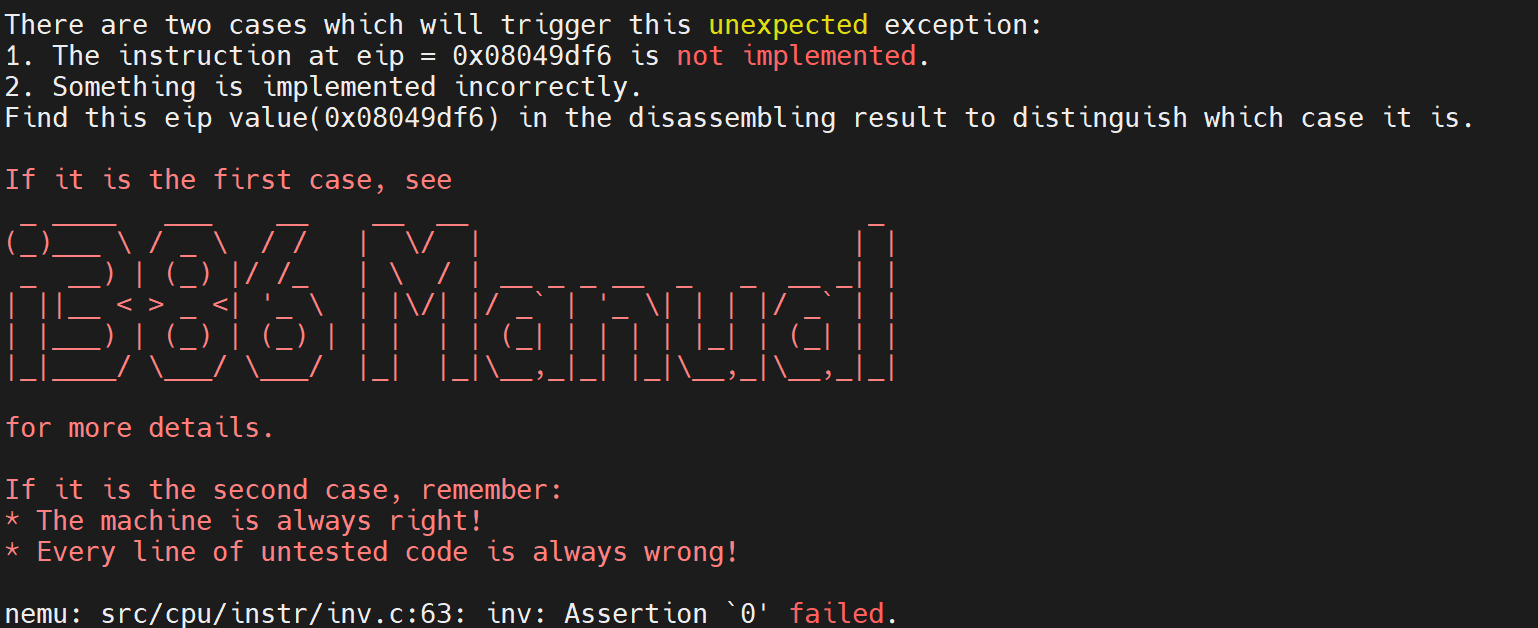 There are two cases which will trigger this unexpected exception:
1. The instruction at eip = 0x08049df6 is not implemented.
2. Something is implemented incorrectly.
Find this eip value(0x08049df6) in the disassembling result to distinguish which case it is.
If it is the first case, see
i386 Manual
for more details.
If it is the second case, remember:
* The machine is always right!
* Every line of untested code is always wrong!
nemu: src/cpu/instr/inv.c:63: inv: Assertion `0' failed.